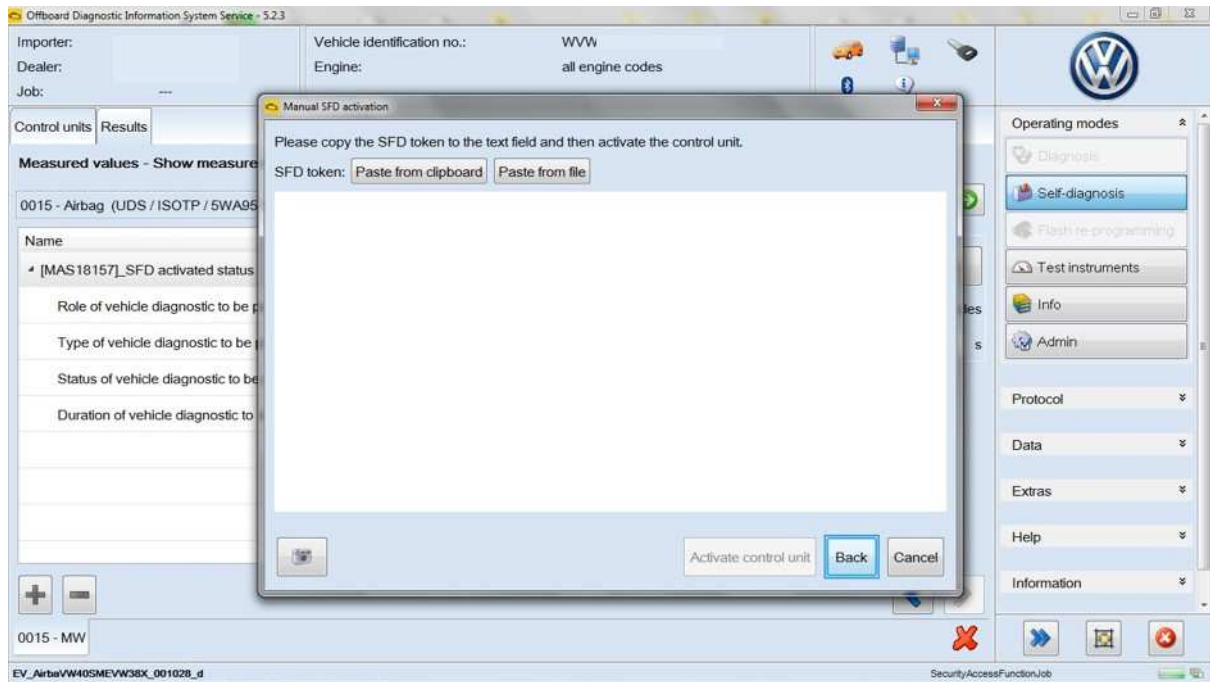 Offboard Diagnostic Information System Service - 5.2.3
Importer:
Dealer:
Job: ---
Vehicle identification no.: WVW
Engine: all engine codes
Control units Results
Measured values - Show measure
0015 - Airbag (UDS / ISOTP / 5WA95
Name
[MAS18157]_SFD activated status
Role of vehicle diagnostic to be p
Type of vehicle diagnostic to be
Status of vehicle diagnostic to be
Duration of vehicle diagnostic to
les
s
0015 - MW
EV_AirbaVW40SMEVW38X_001028_d
SecurityAccessFunctionJob
Manual SFD activation
Please copy the SFD token to the text field and then activate the control unit.
SFD token: Paste from clipboard Paste from file
Activate control unit Back Cancel
Operating modes
Diagnosis
Self-diagnosis
Flash re-programming
Test instruments
Info
Admin
Protocol
Data
Extras
Help
Information